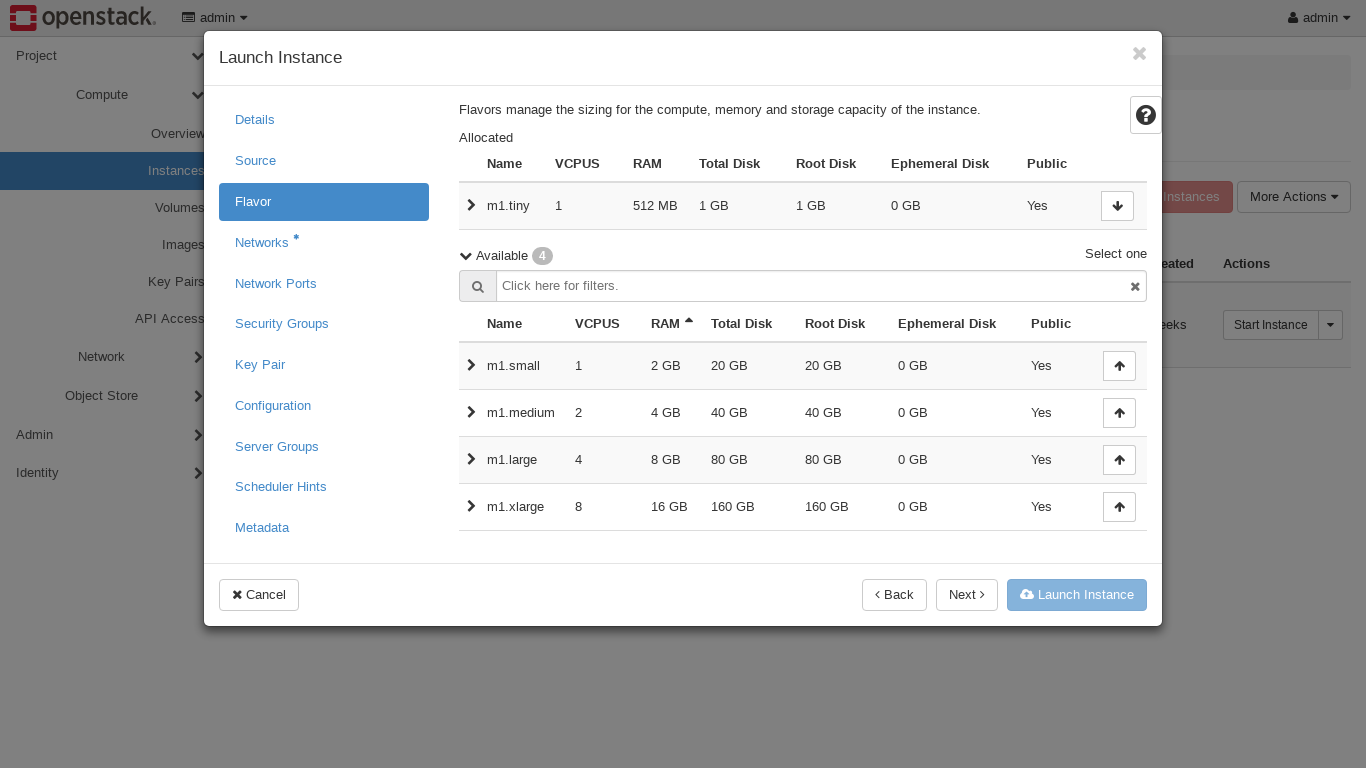 openstack.
admin
admin
Project
Compute
Overview
Instances
Volumes
Images
Key Pairs
API Access
Network
Object Store
Admin
Identity
Launch Instance
Details
Source
Flavor
Networks *
Network Ports
Security Groups
Key Pair
Configuration
Server Groups
Scheduler Hints
Metadata
Flavors manage the sizing for the compute, memory and storage capacity of the instance.
Allocated
Name VCPUS RAM Total Disk Root Disk Ephemeral Disk Public
m1.tiny 1 512 MB 1 GB 1 GB 0 GB Yes
Available 4 Select one
Click here for filters.
Name VCPUS RAM Total Disk Root Disk Ephemeral Disk Public
m1.small 1 2 GB 20 GB 20 GB 0 GB Yes
m1.medium 2 4 GB 40 GB 40 GB 0 GB Yes
m1.large 4 8 GB 80 GB 80 GB 0 GB Yes
m1.xlarge 8 16 GB 160 GB 160 GB 0 GB Yes
Cancel
Back
Next
Launch Instance
Instances
More Actions
Actions
Start Instance